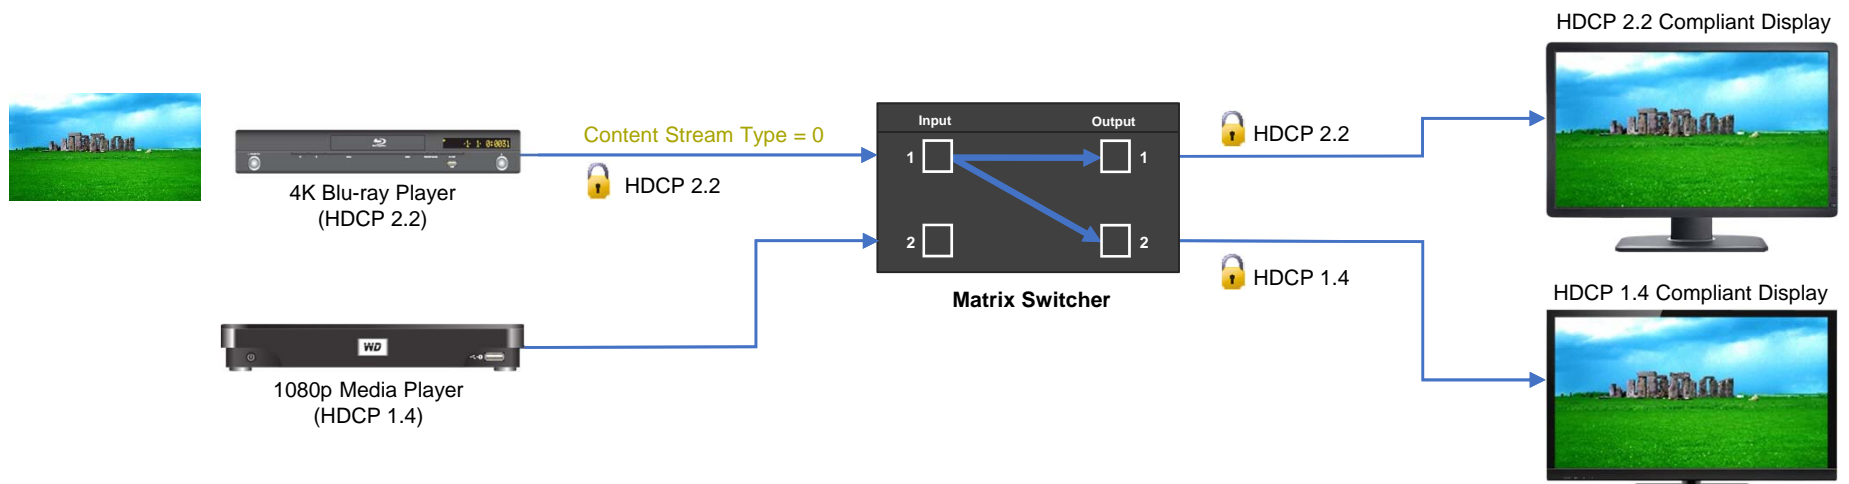 HDCP 2.2 Compliant Display
Content Stream Type = 0
HDCP 2.2
4K Blu-ray Player
(HDCP 2.2)
Input
Output
1
1
2
2
Matrix Switcher
HDCP 2.2
HDCP 1.4
HDCP 1.4 Compliant Display
WD
1080p Media Player
(HDCP 1.4)